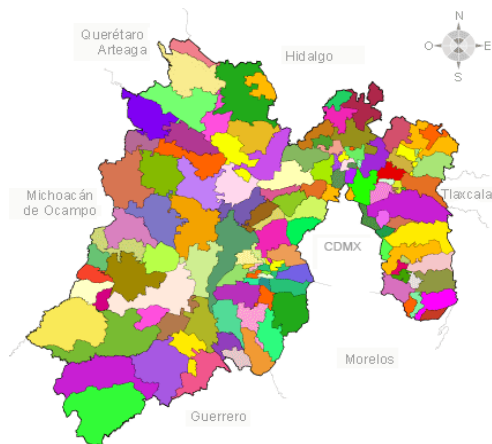 Querétaro
Arteaga
Hidalgo
N
O
E
S
Michoacán
de Ocampo
Tlaxcala
CDMX
Morelos
Guerrero